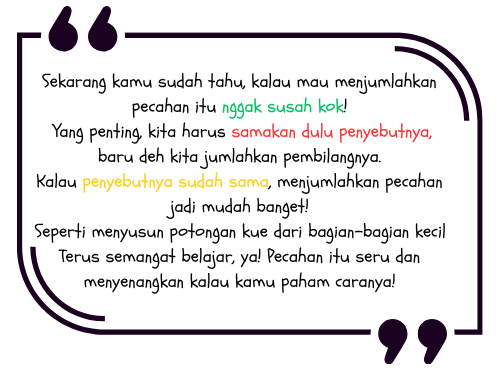 Sekarang kamu sudah tahu, kalau mau menjumlahkan
pecahan itu nggak susah kok!
Yang penting, kita harus samakan dulu penyebutnya,
baru deh kita jumlahkan pembilangnya.
Kalau penyebutnya sudah sama, menjumlahkan pecahan
jadi mudah banget!
Seperti menyusun potongan kue dari bagian-bagian kecil
Terus semangat belajar, ya! Pecahan itu seru dan
menyenangkan kalau kamu paham caranya!